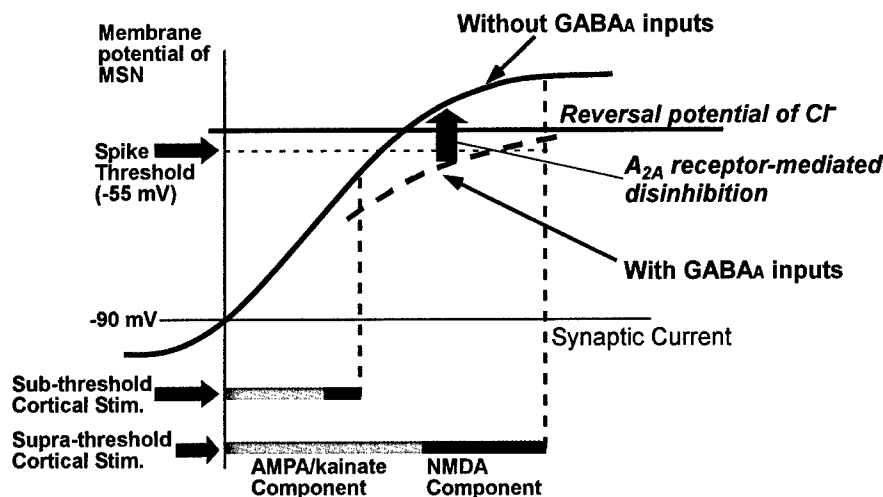 Membrane
potential of
MSN
Without GABAA inputs
Reversal potential of Cl-
Spike
Threshold
(-55 mV)
A2A receptor-mediated
disinhibition
With GABAA inputs
-90 mV
Synaptic Current
Sub-threshold
Cortical Stim.
Supra-threshold
Cortical Stim.
AMPA/kainate
Component
NMDA
Component